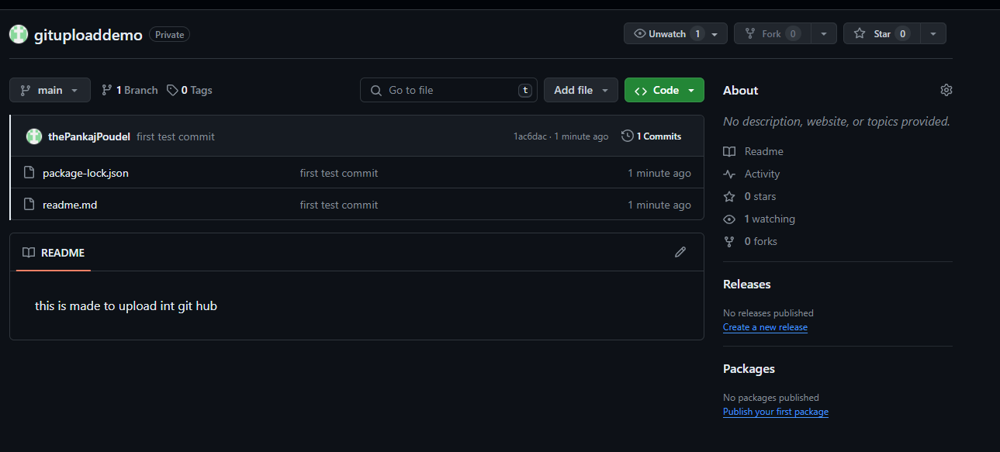 gituploaddemo Private Unwatch 1 Fork 0 Star 0
main 1 Branch 0 Tags Go to file t Add file Code
thePankajPoudel first test commit 1ac6dac · 1 minute ago 1 Commits
package-lock.json first test commit 1 minute ago
readme.md first test commit 1 minute ago
README
this is made to upload int git hub
About
No description, website, or topics provided.
Readme
Activity
0 stars
1 watching
0 forks
Releases
No releases published
Create a new release
Packages
No packages published
Publish your first package